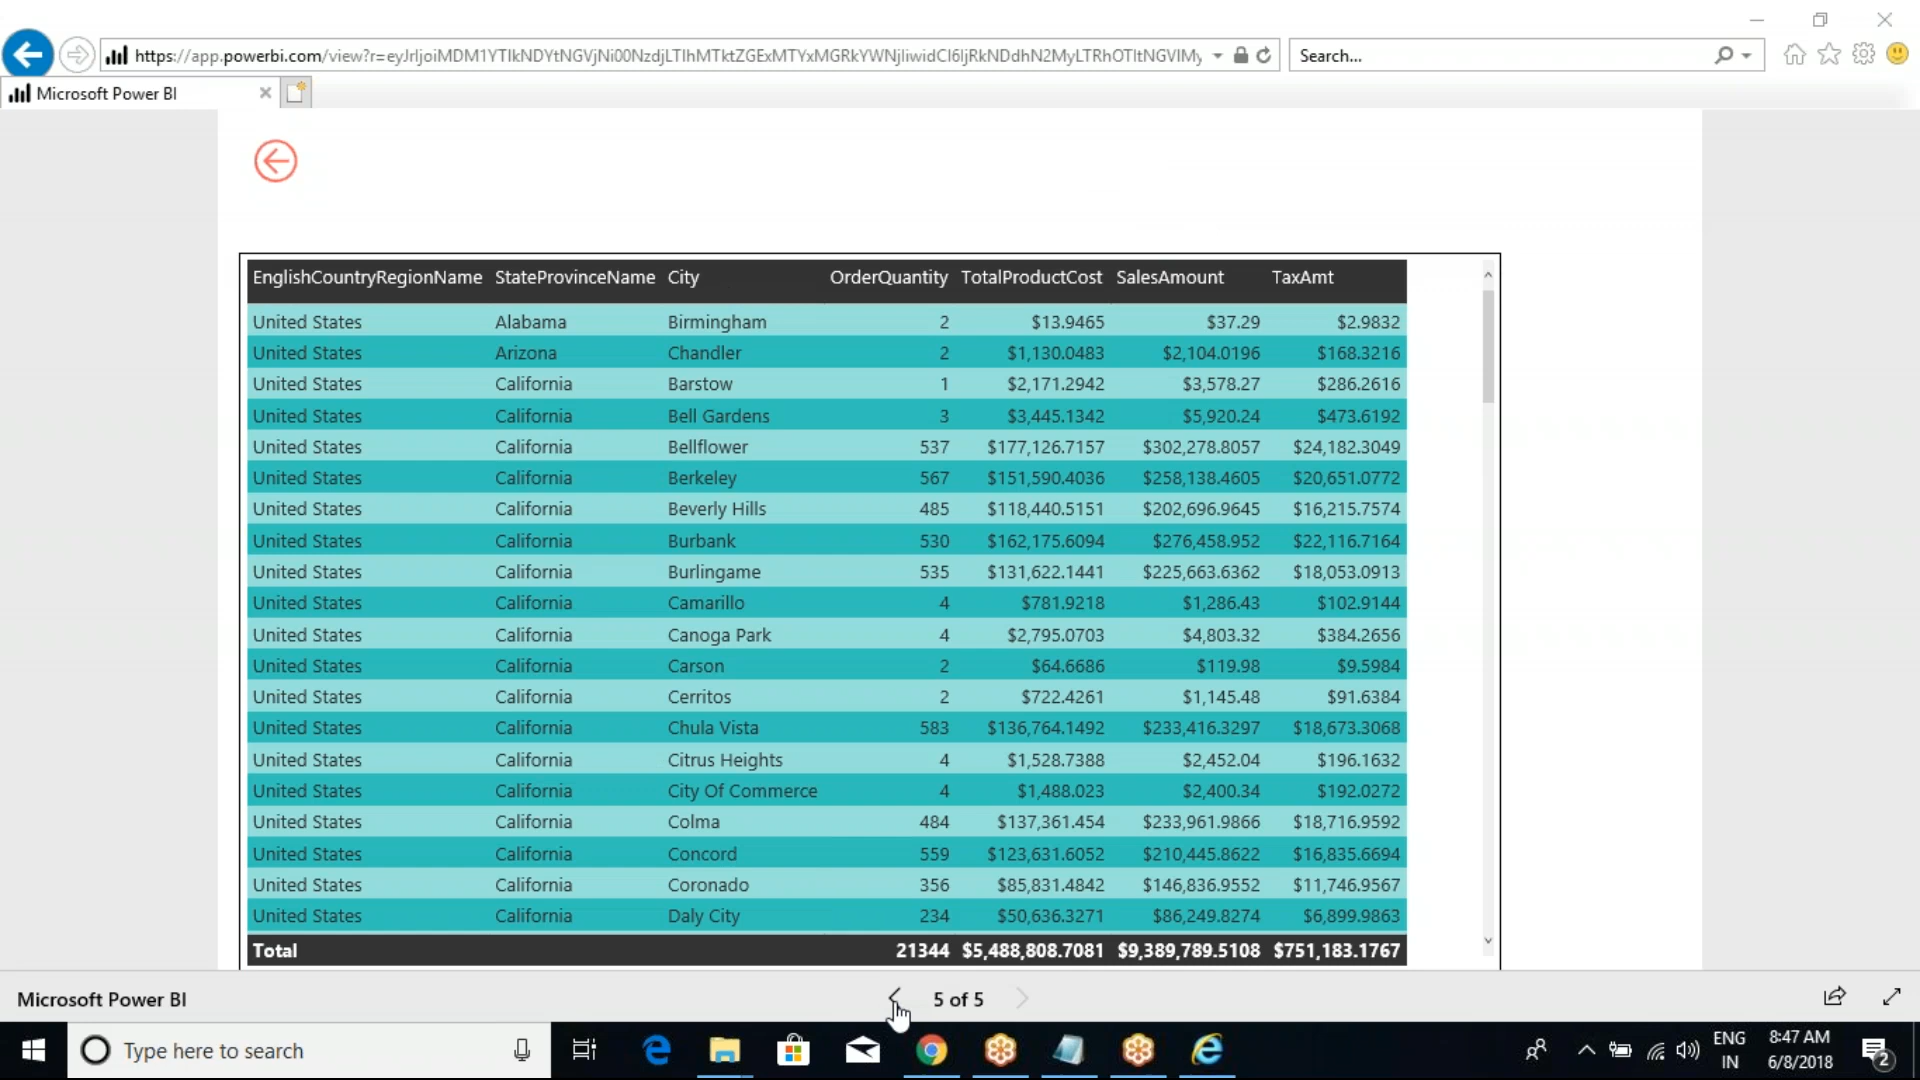 https://app.powerbi.com/view?r=eyJrIjoiMDM1YTlkNDYtNGVjNi00NzdjLTlhMTktZGExMTYxMGRkYWNjIiwidCI6IjRkNDdhN2MyLTRhOTItNGVlMy
Search...
Microsoft Power BI
EnglishCountryRegionName StateProvinceName City OrderQuantity TotalProductCost SalesAmount TaxAmt
United States Alabama Birmingham 2 $13.9465 $37.29 $2.9832
United States Arizona Chandler 2 $1,130.0483 $2,104.0196 $168.3216
United States California Barstow 1 $2,171.2942 $3,578.27 $286.2616
United States California Bell Gardens 3 $3,445.1342 $5,920.24 $473.6192
United States California Bellflower 537 $177,126.7157 $302,278.8057 $24,182.3049
United States California Berkeley 567 $151,590.4036 $258,138.4605 $20,651.0772
United States California Beverly Hills 485 $118,440.5151 $202,696.9645 $16,215.7574
United States California Burbank 530 $162,175.6094 $276,458.952 $22,116.7164
United States California Burlingame 535 $131,622.1441 $225,663.6362 $18,053.0913
United States California Camarillo 4 $781.9218 $1,286.43 $102.9144
United States California Canoga Park 4 $2,795.0703 $4,803.32 $384.2656
United States California Carson 2 $64.6686 $119.98 $9.5984
United States California Cerritos 2 $722.4261 $1,145.48 $91.6384
United States California Chula Vista 583 $136,764.1492 $233,416.3297 $18,673.3068
United States California Citrus Heights 4 $1,528.7388 $2,452.04 $196.1632
United States California City Of Commerce 4 $1,488.023 $2,400.34 $192.0272
United States California Colma 484 $137,361.454 $233,961.9866 $18,716.9592
United States California Concord 559 $123,631.6052 $210,445.8622 $16,835.6694
United States California Coronado 356 $85,831.4842 $146,836.9552 $11,746.9567
United States California Daly City 234 $50,636.3271 $86,249.8274 $6,899.9863
Total 21344 $5,488,808.7081 $9,389,789.5108 $751,183.1767
Microsoft Power BI 5 of 5
Type here to search
ENG 8:47 AM
IN 6/8/2018
2